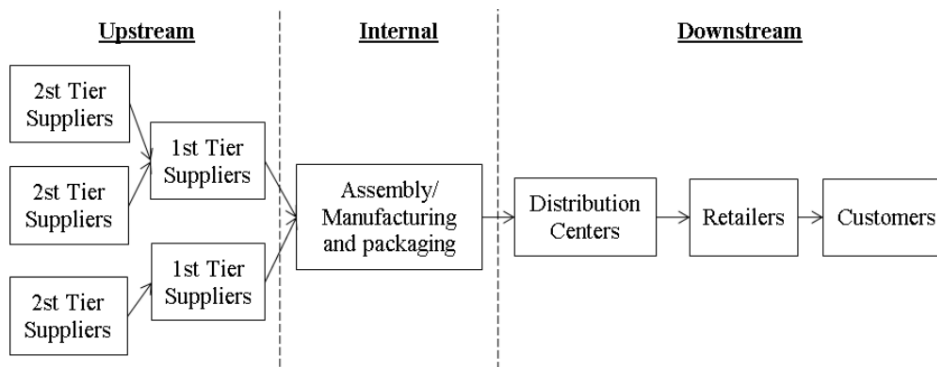 Upstream
Internal
Downstream
2st Tier
Suppliers
2st Tier
Suppliers
2st Tier
Suppliers
1st Tier
Suppliers
1st Tier
Suppliers
Assembly/
Manufacturing
and packaging
Distribution
Centers
Retailers
Customers